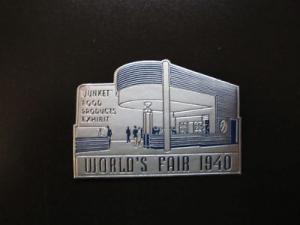 JUNKET
FOOD
PRODUCTS
EXHIBIT
WORLD'S FAIR 1940